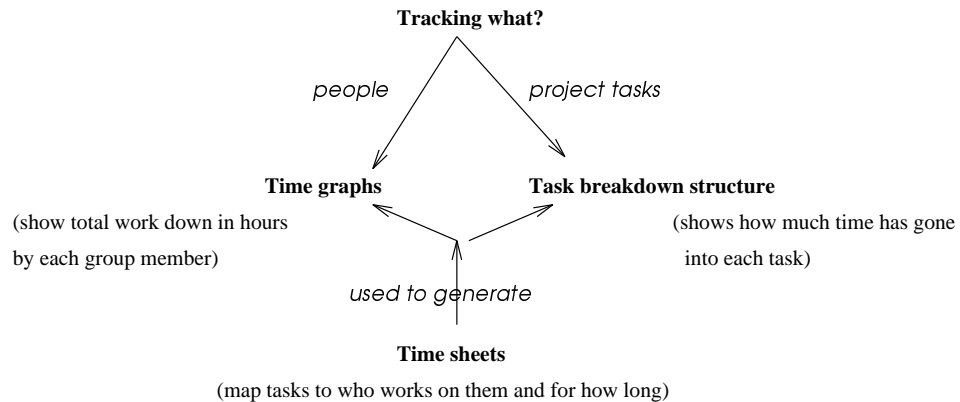 Tracking what?
people
project tasks
Time graphs
Task breakdown structure
(show total work down in hours
by each group member)
(shows how much time has gone
into each task)
used to generate
Time sheets
(map tasks to who works on them and for how long)